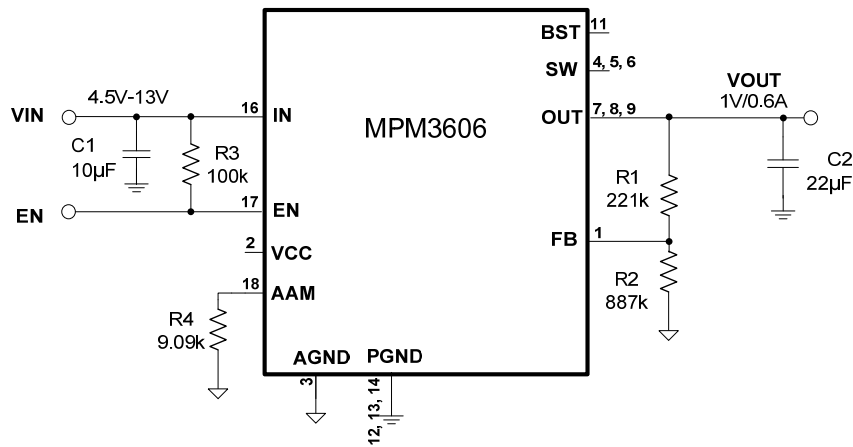 BST
11
SW
4, 5, 6
VOUT
1V/0.6A
OUT
7, 8, 9
VIN
4.5V-13V
16
IN
MPM3606
C1
10µF
R3
100k
C2
22µF
R1
221k
EN
17
EN
FB
1
2
VCC
R2
887k
18
AAM
R4
9.09k
AGND
PGND
3
12, 13, 14